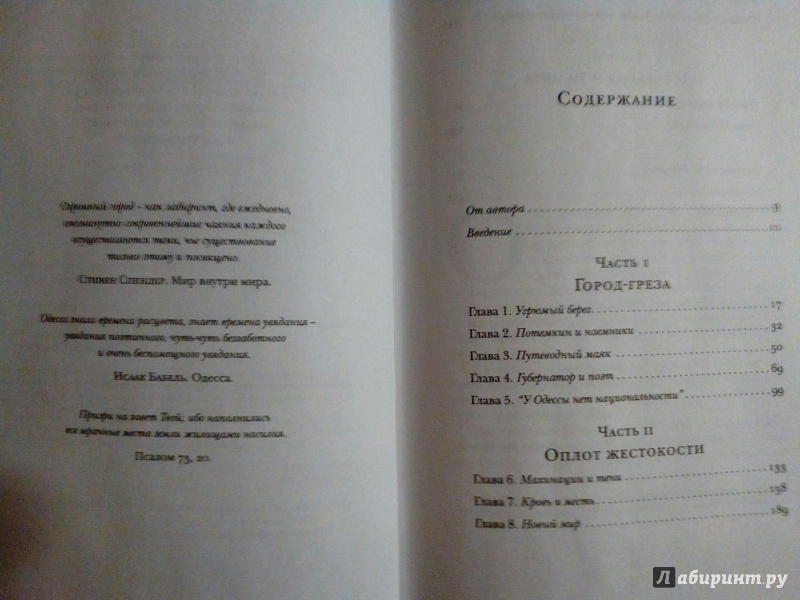 Огромный город – как лабиринт, где ежедневно,
ежеминутно сокровеннейшие чаяния каждого
осуществляются теми, чье существование
только этому и посвящено.
Стивен Спендер. Мир внутри мира.
Одесса знала времена расцвета, знает времена увядания –
увядания поэтичного, чуть-чуть беззаботного
и очень беспомощного увядания.
Исаак Бабель. Одесса.
Призри на завет Твой; ибо наполнились
все мрачные места земли жилищами насилия.
Псалом 73, 20.
Содержание
От автора 9
Введение
Часть I
Город-греза
Глава 1. Угрюмый берег. 17
Глава 2. Потемкин и наемники 32
Глава 3. Путеводный маяк 50
Глава 4. Губернатор и поэт 69
Глава 5. “У Одессы нет национальности” 99
Часть II
Оплот жестокости
Глава 6. Махинации и тени 133
Глава 7. Кровь и месть 158
Глава 8. Новый мир 189
Лабиринт.ру